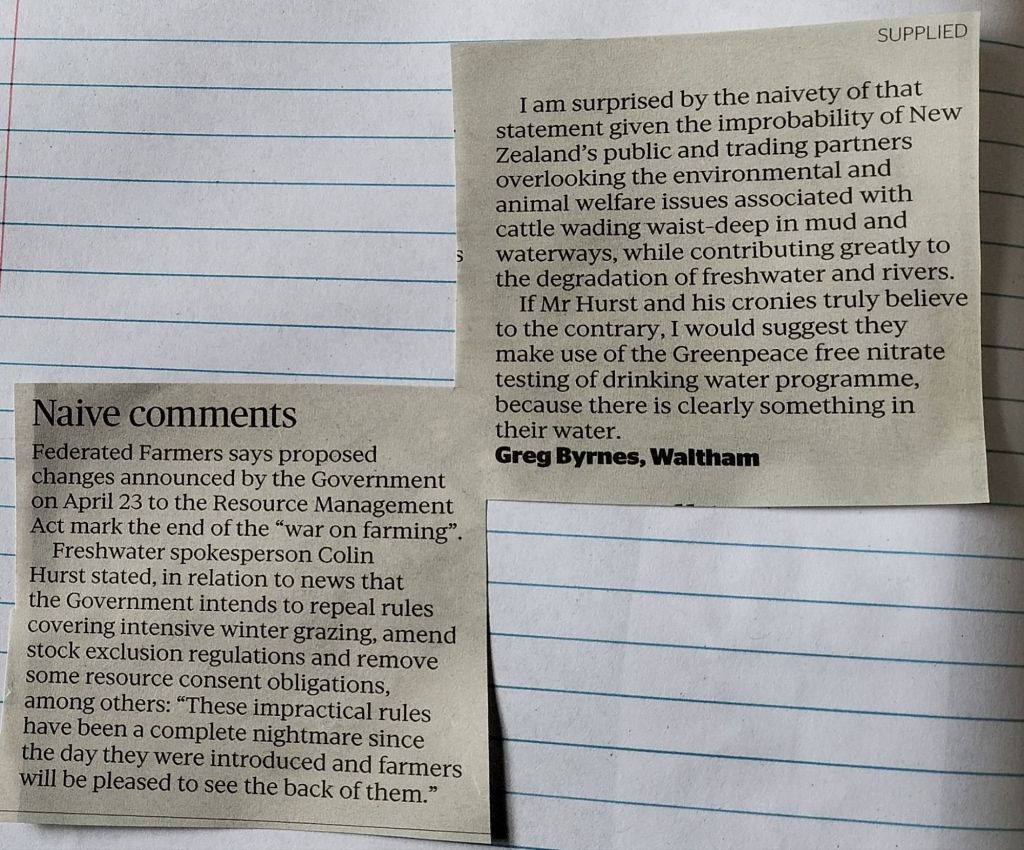 Naive comments
Federated Farmers says proposed
changes announced by the Government
on April 23 to the Resource Management
Act mark the end of the “war on farming”.
Freshwater spokesperson Colin
Hurst stated, in relation to news that
the Government intends to repeal rules
covering intensive winter grazing, amend
stock exclusion regulations and remove
some resource consent obligations,
among others: “These impractical rules
have been a complete nightmare since
the day they were introduced and farmers
will be pleased to see the back of them.”
SUPPLIED
I am surprised by the naivety of that
statement given the improbability of New
Zealand’s public and trading partners
overlooking the environmental and
animal welfare issues associated with
cattle wading waist-deep in mud and
waterways, while contributing greatly to
the degradation of freshwater and rivers.
If Mr Hurst and his cronies truly believe
to the contrary, I would suggest they
make use of the Greenpeace free nitrate
testing of drinking water programme,
because there is clearly something in
their water.
Greg Byrnes, Waltham